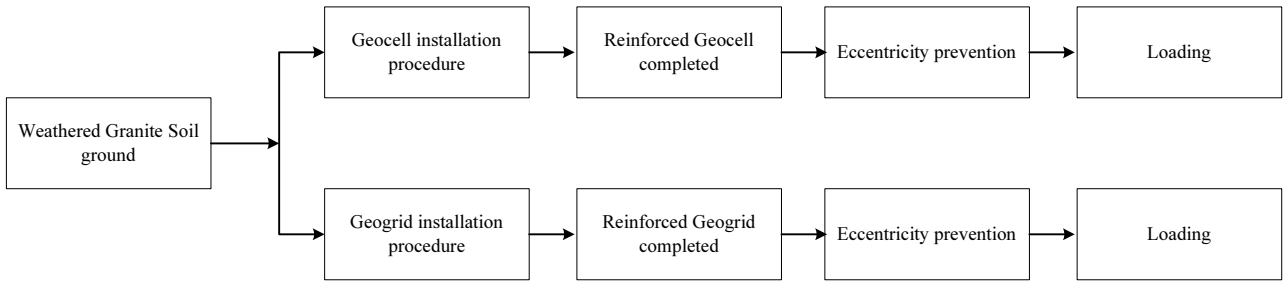 Weathered Granite Soil
ground
Geocell installation
procedure
Reinforced Geocell
completed
Eccentricity prevention
Loading
Geogrid installation
procedure
Reinforced Geogrid
completed
Eccentricity prevention
Loading